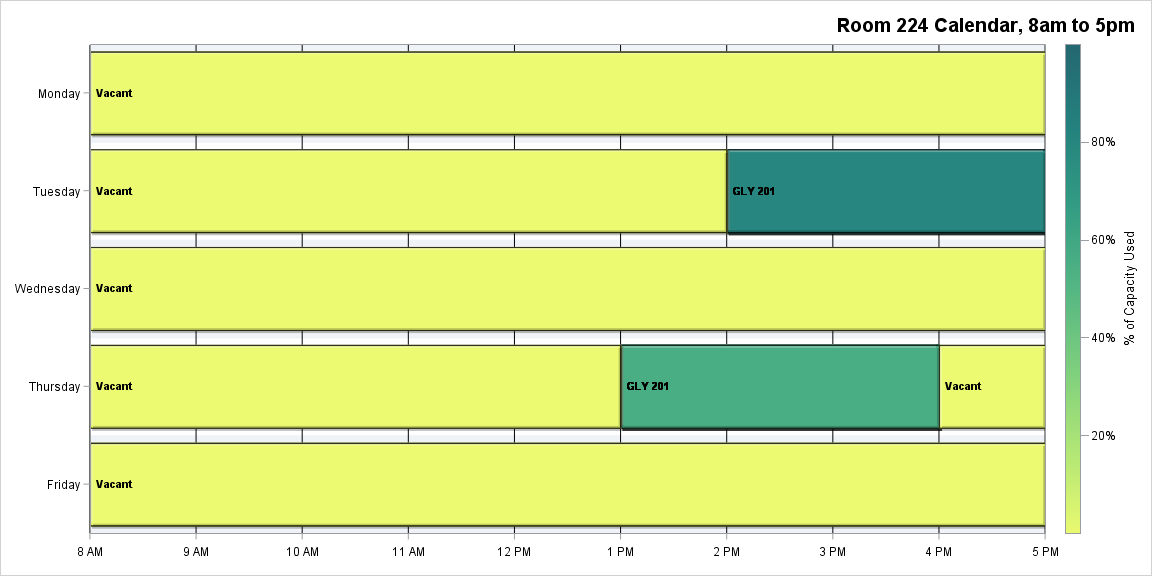 Room 224 Calendar, 8am to 5pm
Monday
Vacant
Tuesday
Vacant
GLY 201
Wednesday
Vacant
Thursday
Vacant
GLY 201
Vacant
Friday
Vacant
8 AM
9 AM
10 AM
11 AM
12 PM
1 PM
2 PM
3 PM
4 PM
5 PM
80%
60%
40%
20%
% of Capacity Used